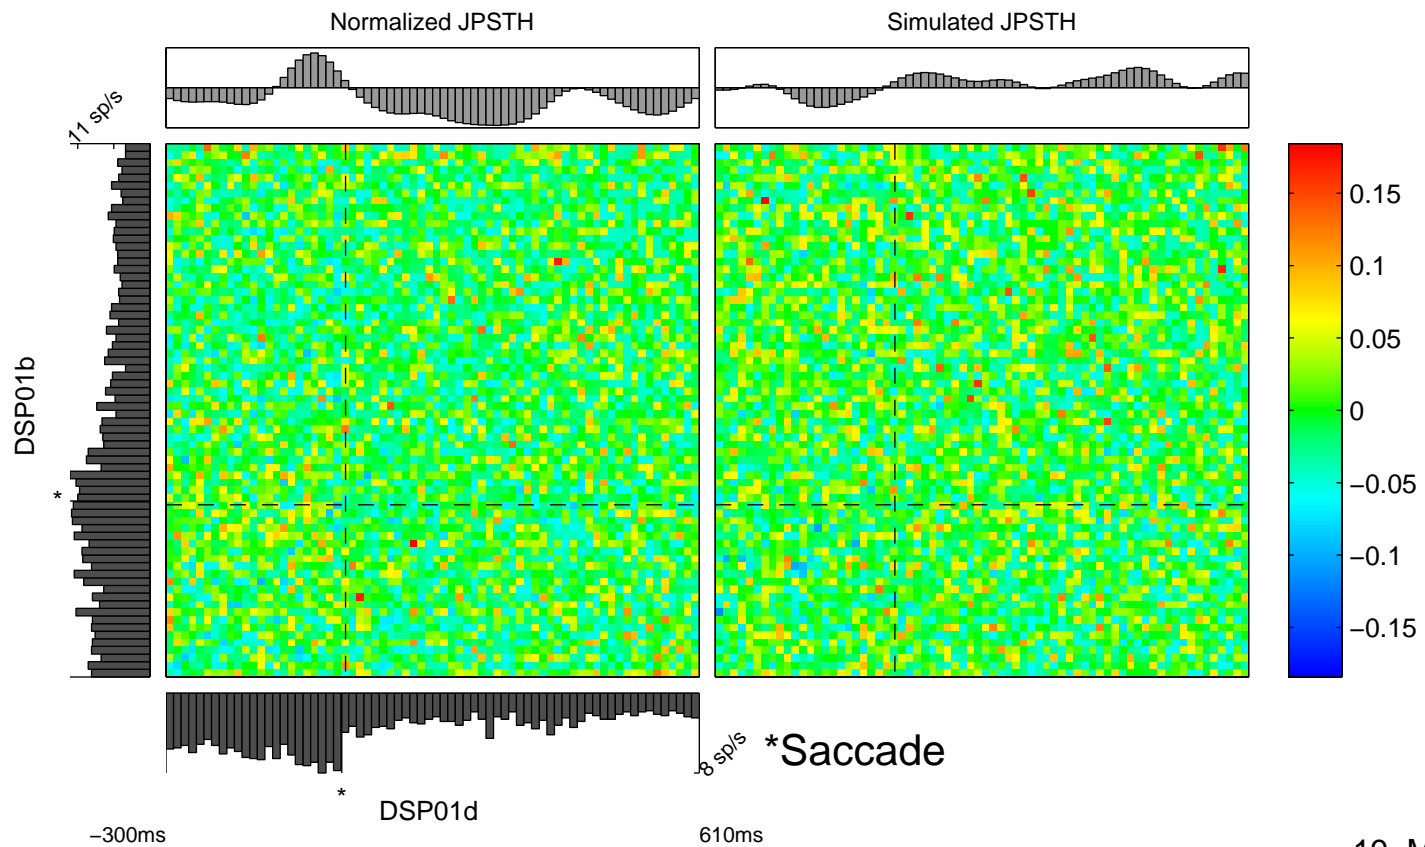 Normalized JPSTH
Simulated JPSTH
11 sp/s
DSP01b
*
0.15
0.1
0.05
0
−0.05
−0.1
−0.15
8 sp/s
*Saccade
*
DSP01d
−300ms
610ms